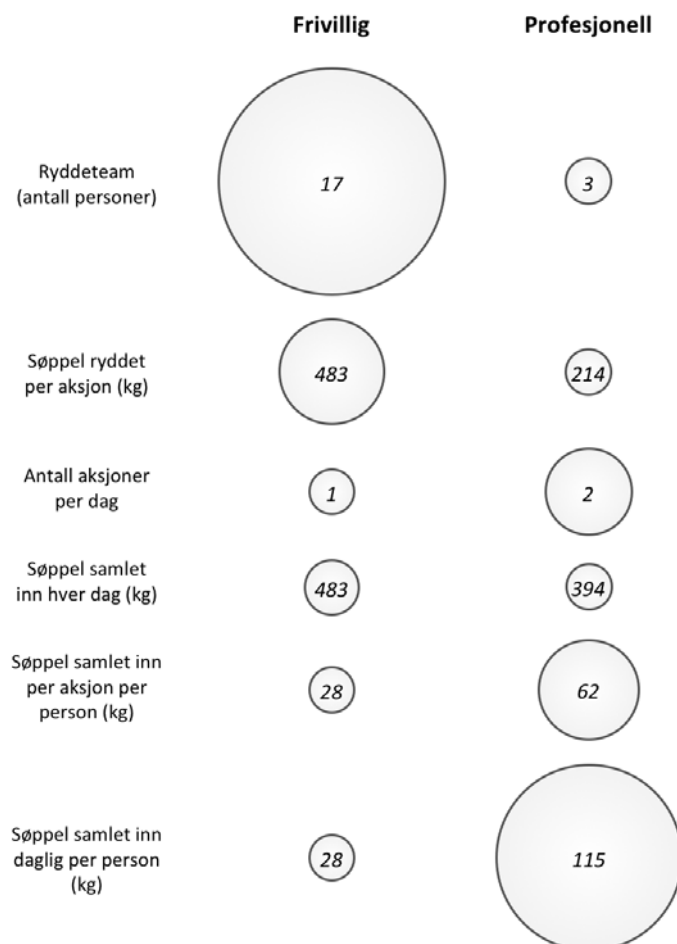 Frivillig Profesjonell
Ryddeteam
(antall personer)
17 3
Søppel ryddet
per aksjon (kg)
483 214
Antall aksjoner
per dag
1 2
Søppel samlet
inn hver dag (kg)
483 394
Søppel samlet inn
per aksjon per
person (kg)
28 62
Søppel samlet inn
daglig per person
(kg)
28 115